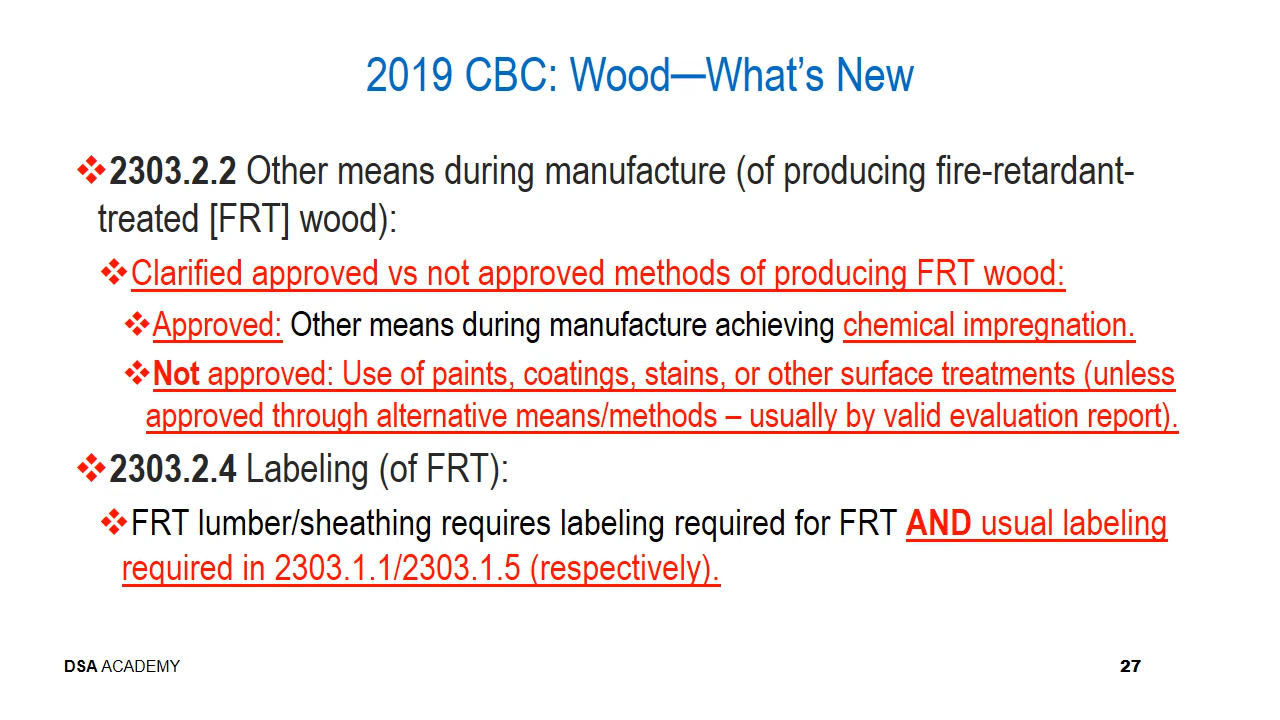 2019 CBC: Wood—What’s New
❖2303.2.2 Other means during manufacture (of producing fire-retardant-
treated [FRT] wood):
❖Clarified approved vs not approved methods of producing FRT wood:
❖Approved: Other means during manufacture achieving chemical impregnation.
❖Not approved: Use of paints, coatings, stains, or other surface treatments (unless
approved through alternative means/methods – usually by valid evaluation report).
❖2303.2.4 Labeling (of FRT):
❖FRT lumber/sheathing requires labeling required for FRT AND usual labeling
required in 2303.1.1/2303.1.5 (respectively).
DSA ACADEMY
27